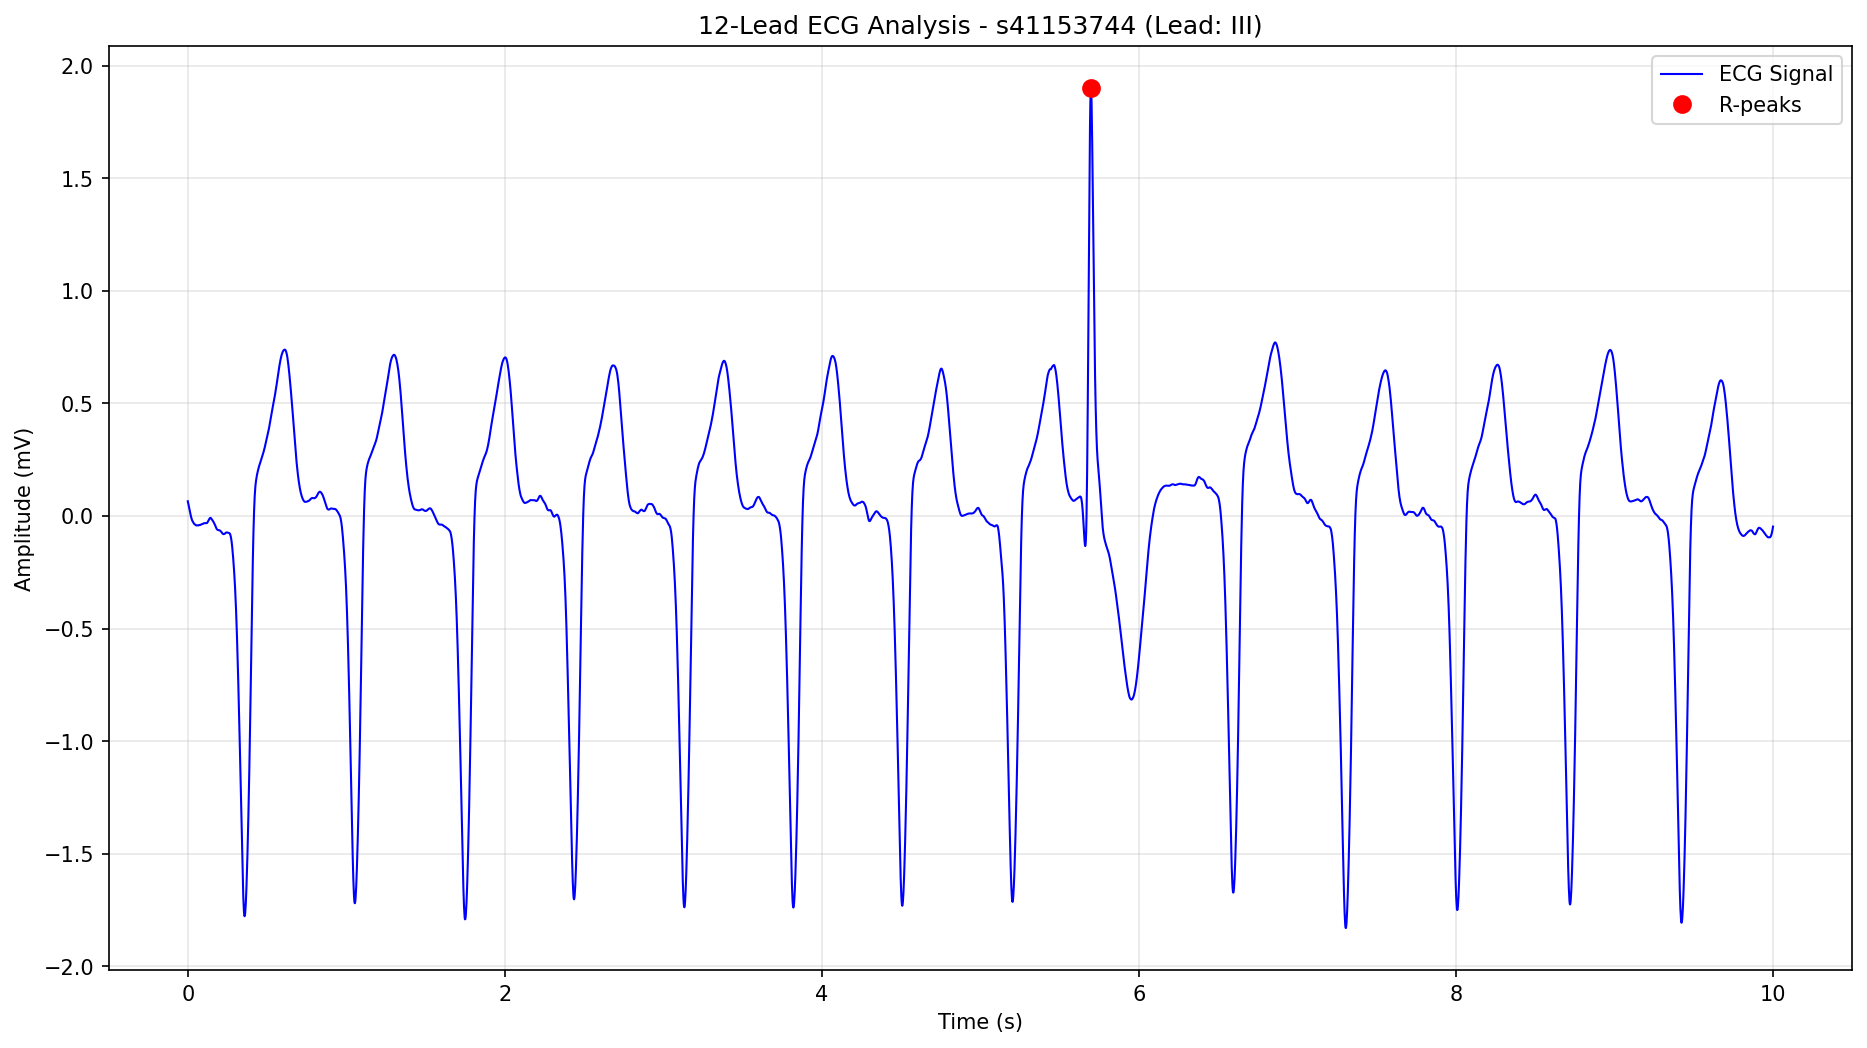 12-Lead ECG Analysis - s41153744 (Lead: III)
ECG Signal
R-peaks
2.0
1.5
1.0
0.5
0.0
−0.5
−1.0
−1.5
−2.0
Amplitude (mV)
0 2 4 6 8 10
Time (s)